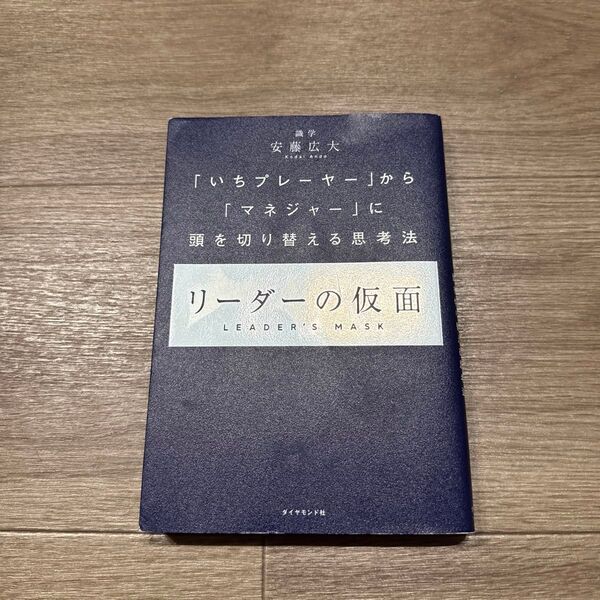 識学
安藤広大
Kodai Ando
「いちプレーヤー」から
「マネジャー」に
頭を切り替える思考法
リーダーの仮面
LEADER'S MASK
ダイヤモンド社